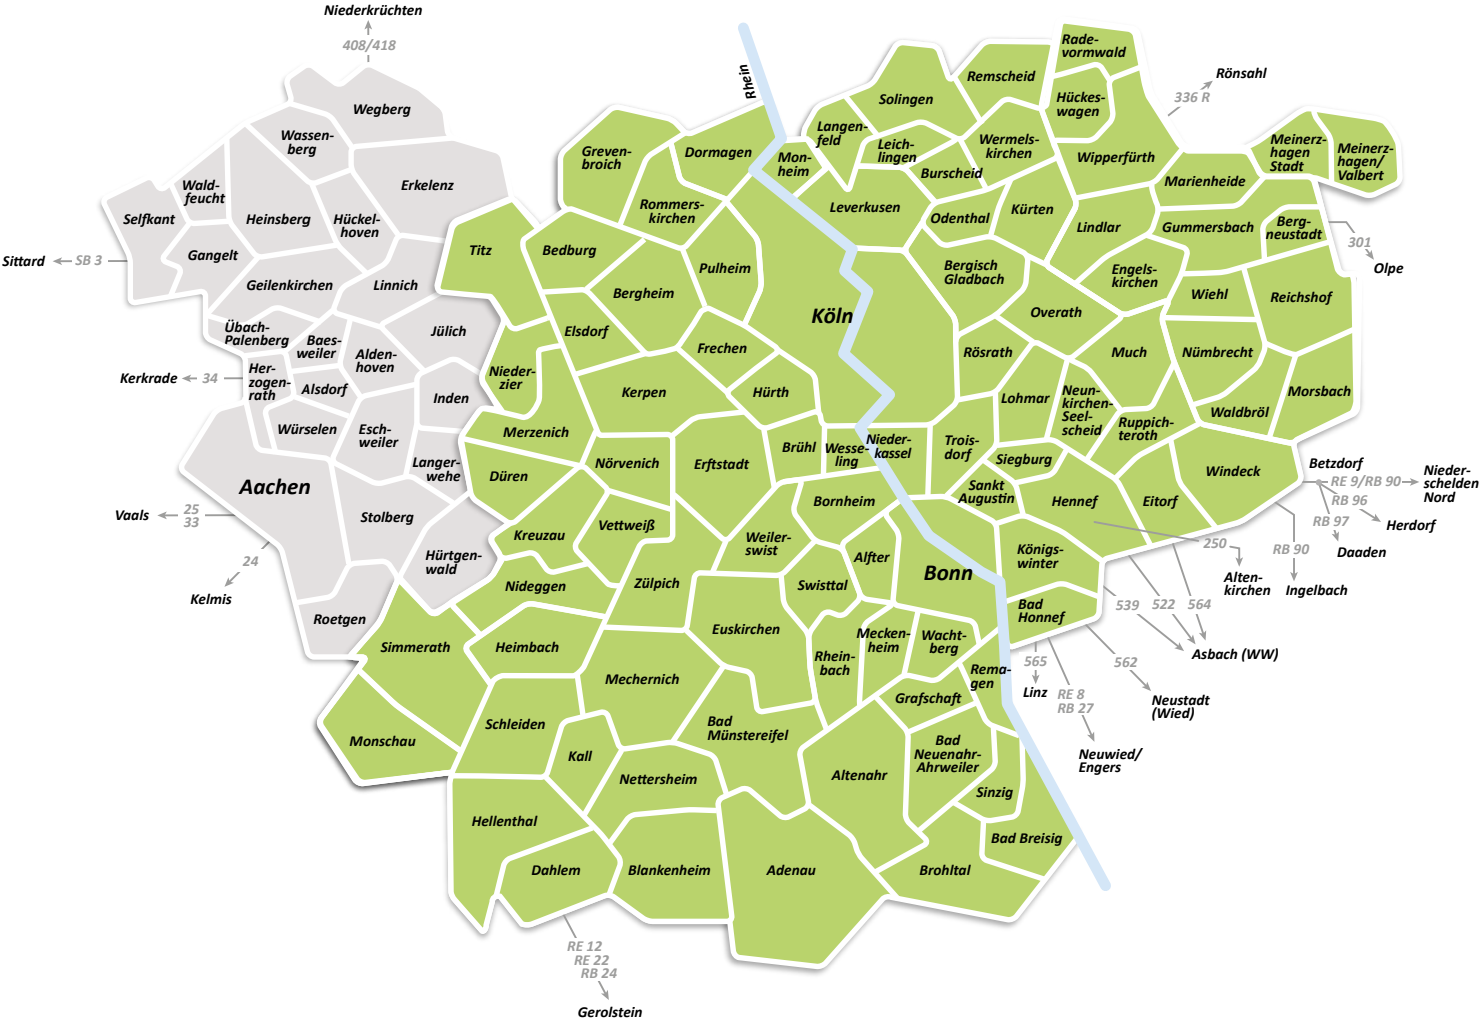 Niederkrüchten
408/418
Wegberg
Wassen-
berg
Erkelenz
Wald-
feucht
Selfkant
Heinsberg
Hückel-
hoven
Gangelt
Sittard
SB 3
Geilenkirchen
Linnich
Übach-
Palenberg
Baes-
weiler
Jülich
Alden-
hoven
Kerkrade
34
Her-
zogen-
rath
Alsdorf
Inden
Würselen
Esch-
weiler
Langer-
wehe
Aachen
Vaals
25
33
Stolberg
24
Kelmis
Hürtgen-
wald
Roetgen
Rhein
Greven-
broich
Dormagen
Rommers-
kirchen
Titz
Bedburg
Pulheim
Bergheim
Elsdorf
Köln
Frechen
Nieder-
zier
Kerpen
Hürth
Merzenich
Düren
Nörvenich
Erftstadt
Brühl
Wesse-
ling
Nieder-
kassel
Bornheim
Kreuzau
Vettweiß
Weiler-
swist
Alfter
Bonn
Nideggen
Zülpich
Swisttal
Euskirchen
Simmerath
Heimbach
Rhein-
bach
Mecken-
heim
Wacht-
berg
Mechernich
Rema-
gen
Grafschaft
Monschau
Schleiden
Bad
Münstereifel
Kall
Nettersheim
Altenahr
Bad
Neuenahr-
Ahrweiler
Sinzig
Hellenthal
Bad Breisig
Dahlem
Blankenheim
Adenau
Brohltal
RE 12
RE 22
RB 24
Gerolstein
Rade-
vormwald
Remscheid
Rönsahl
336 R
Solingen
Hückes-
wagen
Langen-
feld
Leich-
lingen
Wermels-
kirchen
Wipperfürth
Mon-
heim
Burscheid
Meinerz-
hagen
Stadt
Meinerz-
hagen/
Valbert
Marienheide
Leverkusen
Odenthal
Kürten
Lindlar
Gummersbach
Berg-
neustadt
301
Olpe
Bergisch
Gladbach
Engels-
kirchen
Wiehl
Reichshof
Overath
Rösrath
Much
Nümbrecht
Morsbach
Lohmar
Neun-
kirchen-
Seel-
scheid
Ruppich-
teroth
Waldbröl
Trois-
dorf
Siegburg
Windeck
Sankt
Augustin
Hennef
Eitorf
Betzdorf
RE 9/RB 90
Nieder-
schelden
Nord
RB 96
Herdorf
RB 97
Daaden
RB 90
Ingelbach
250
Alten-
kirchen
Königs-
winter
Bad
Honnef
539
522
564
Asbach (WW)
565
Linz
562
Neustadt
(Wied)
RE 8
RB 27
Neuwied/
Engers